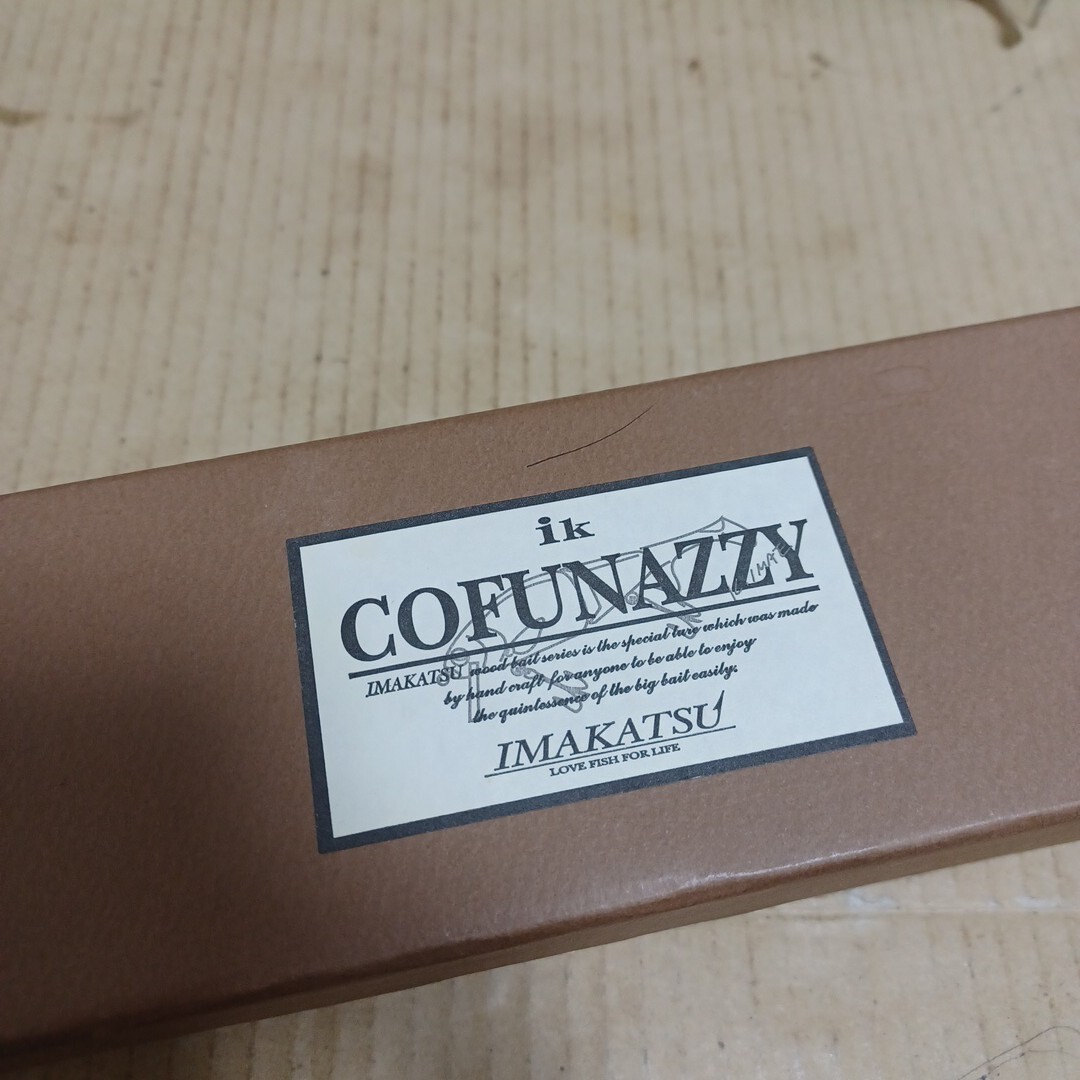 ik
COFUNAZZY
IMAKATSU wood bait series is the special lure which was made
by hand craft for anyone to be able to enjoy
the quintessence of the big bait easily.
IMAKATSU
LOVE FISH FOR LIFE